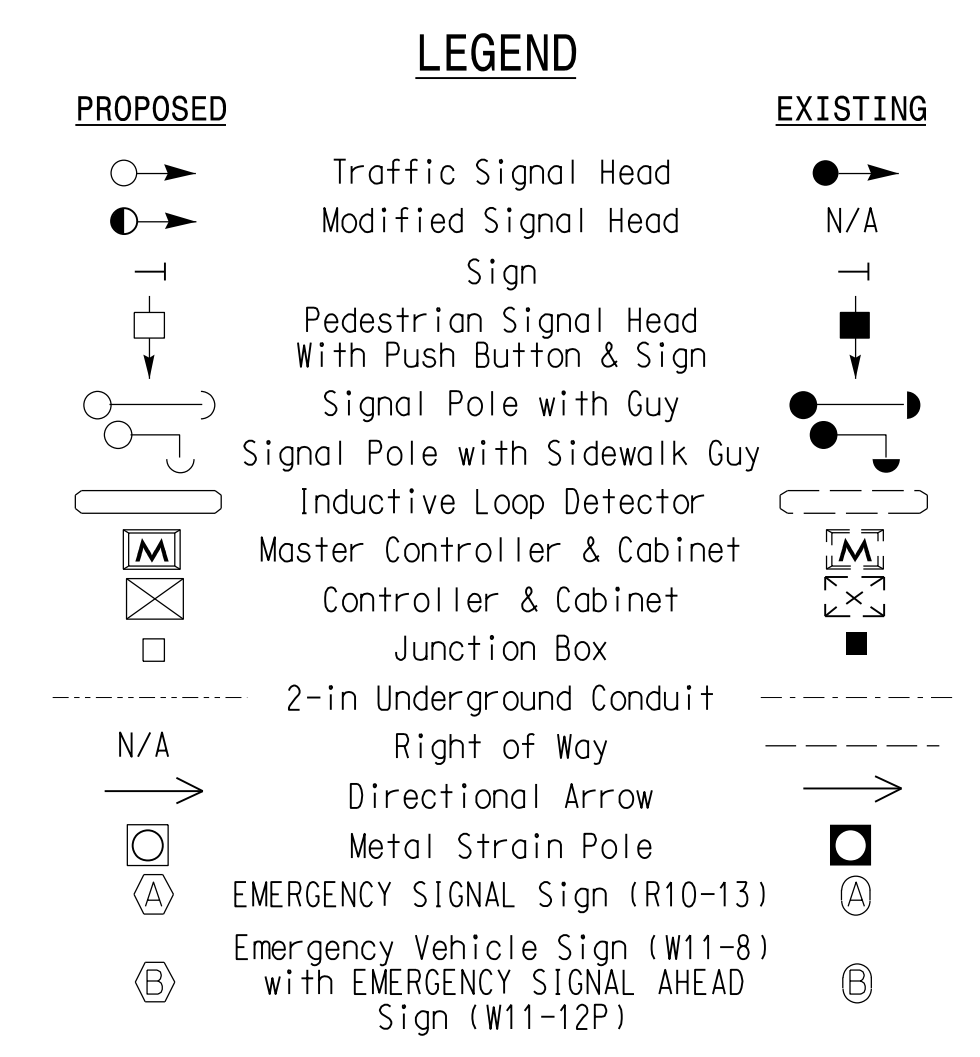 LEGEND
PROPOSED EXISTING
Traffic Signal Head
Modified Signal Head N/A
Sign
Pedestrian Signal Head
With Push Button & Sign
Signal Pole with Guy
Signal Pole with Sidewalk Guy
Inductive Loop Detector
M Master Controller & Cabinet M
Controller & Cabinet
Junction Box
2-in Underground Conduit
N/A Right of Way
Directional Arrow
Metal Strain Pole
A EMERGENCY SIGNAL Sign (R10-13) A
Emergency Vehicle Sign (W11-8)
B with EMERGENCY SIGNAL AHEAD B
Sign (W11-12P)